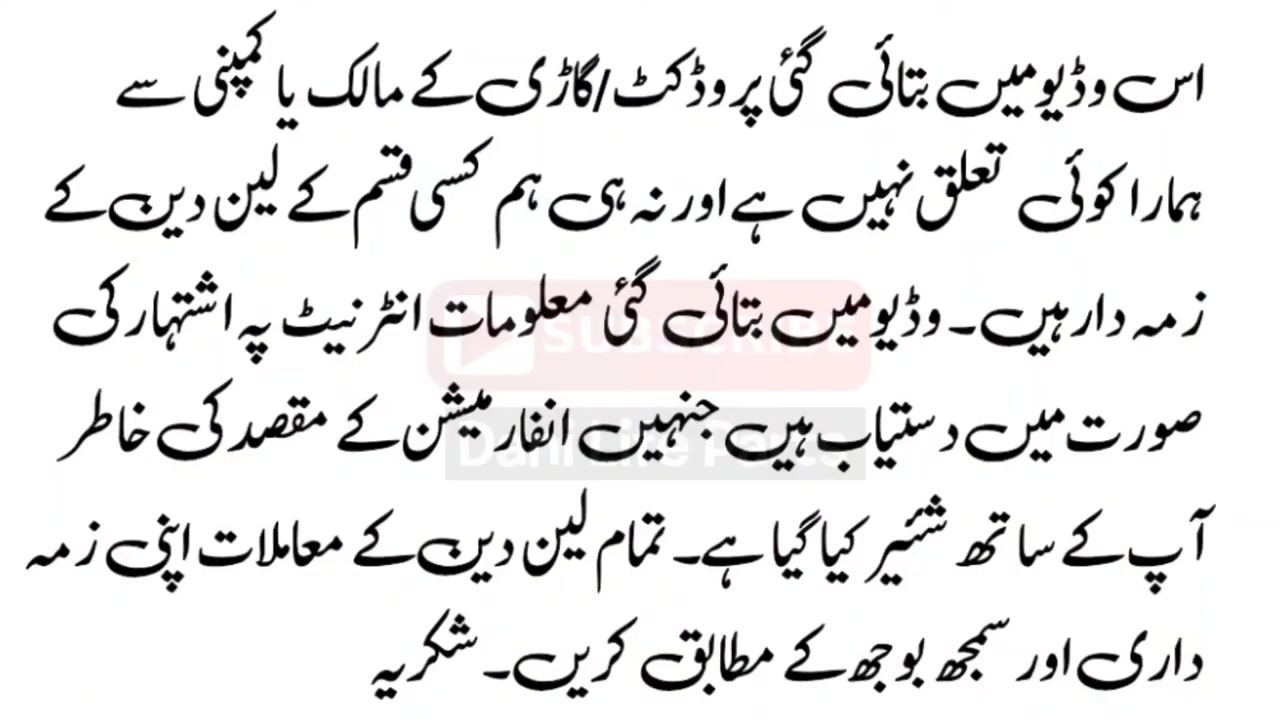 اس وڈیو میں بتائی گئی پروڈکٹ/گاڑی کے مالک یا کمپنی سے
ہمارا کوئی تعلق نہیں ہے اور نہ ہی ہم کسی قسم کے لین دین کے
زمہ دار ہیں۔ وڈیو میں بتائی گئی معلومات انٹرنیٹ پہ اشتہار کی
SUBSCRIBE
صورت میں دستیاب ہیں جنہیں انفارمیشن کے مقصد کی خاطر
آپ کے ساتھ شئیر کیا گیا ہے۔ تمام لین دین کے معاملات اپنی زمہ
داری اور سمجھ بوجھ کے مطابق کریں۔ شکریہ